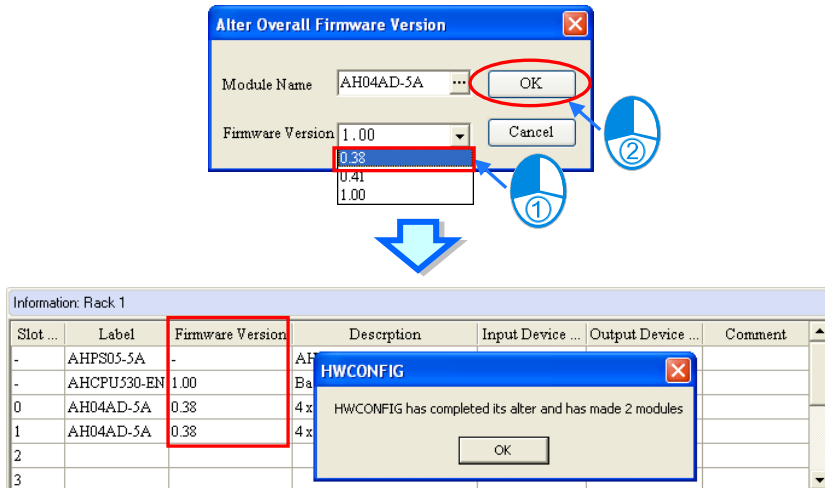 Alter Overall Firmware Version
Module Name AH04AD-5A ... OK
Firmware Version 1.00 Cancel
0.38
0.41
1.00
②
①
Information: Rack 1
Slot ... Label Firmware Version Descrption Input Device ... Output Device ... Comment
- AHPS05-5A - AH
- AHCPU530-EN 1.00 Ba
0 AH04AD-5A 0.38 4 x
1 AH04AD-5A 0.38 4 x
2
3
HWCONFIG
HWCONFIG has completed its alter and has made 2 modules
OK